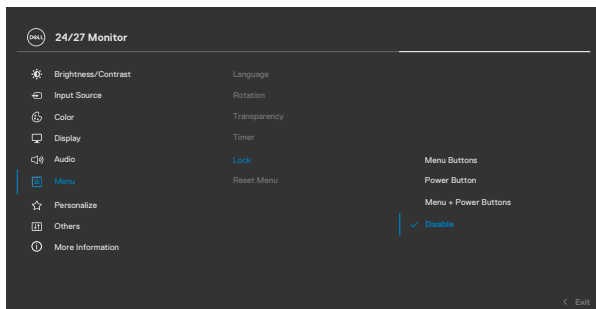 DELL 24/27 Monitor
Brightness/Contrast Language
Input Source Rotation
Color Transparency
Display Timer
Audio Lock Menu Buttons
Menu Reset Menu Power Button
Personalize Menu + Power Buttons
Others Disable
More Information
Exit